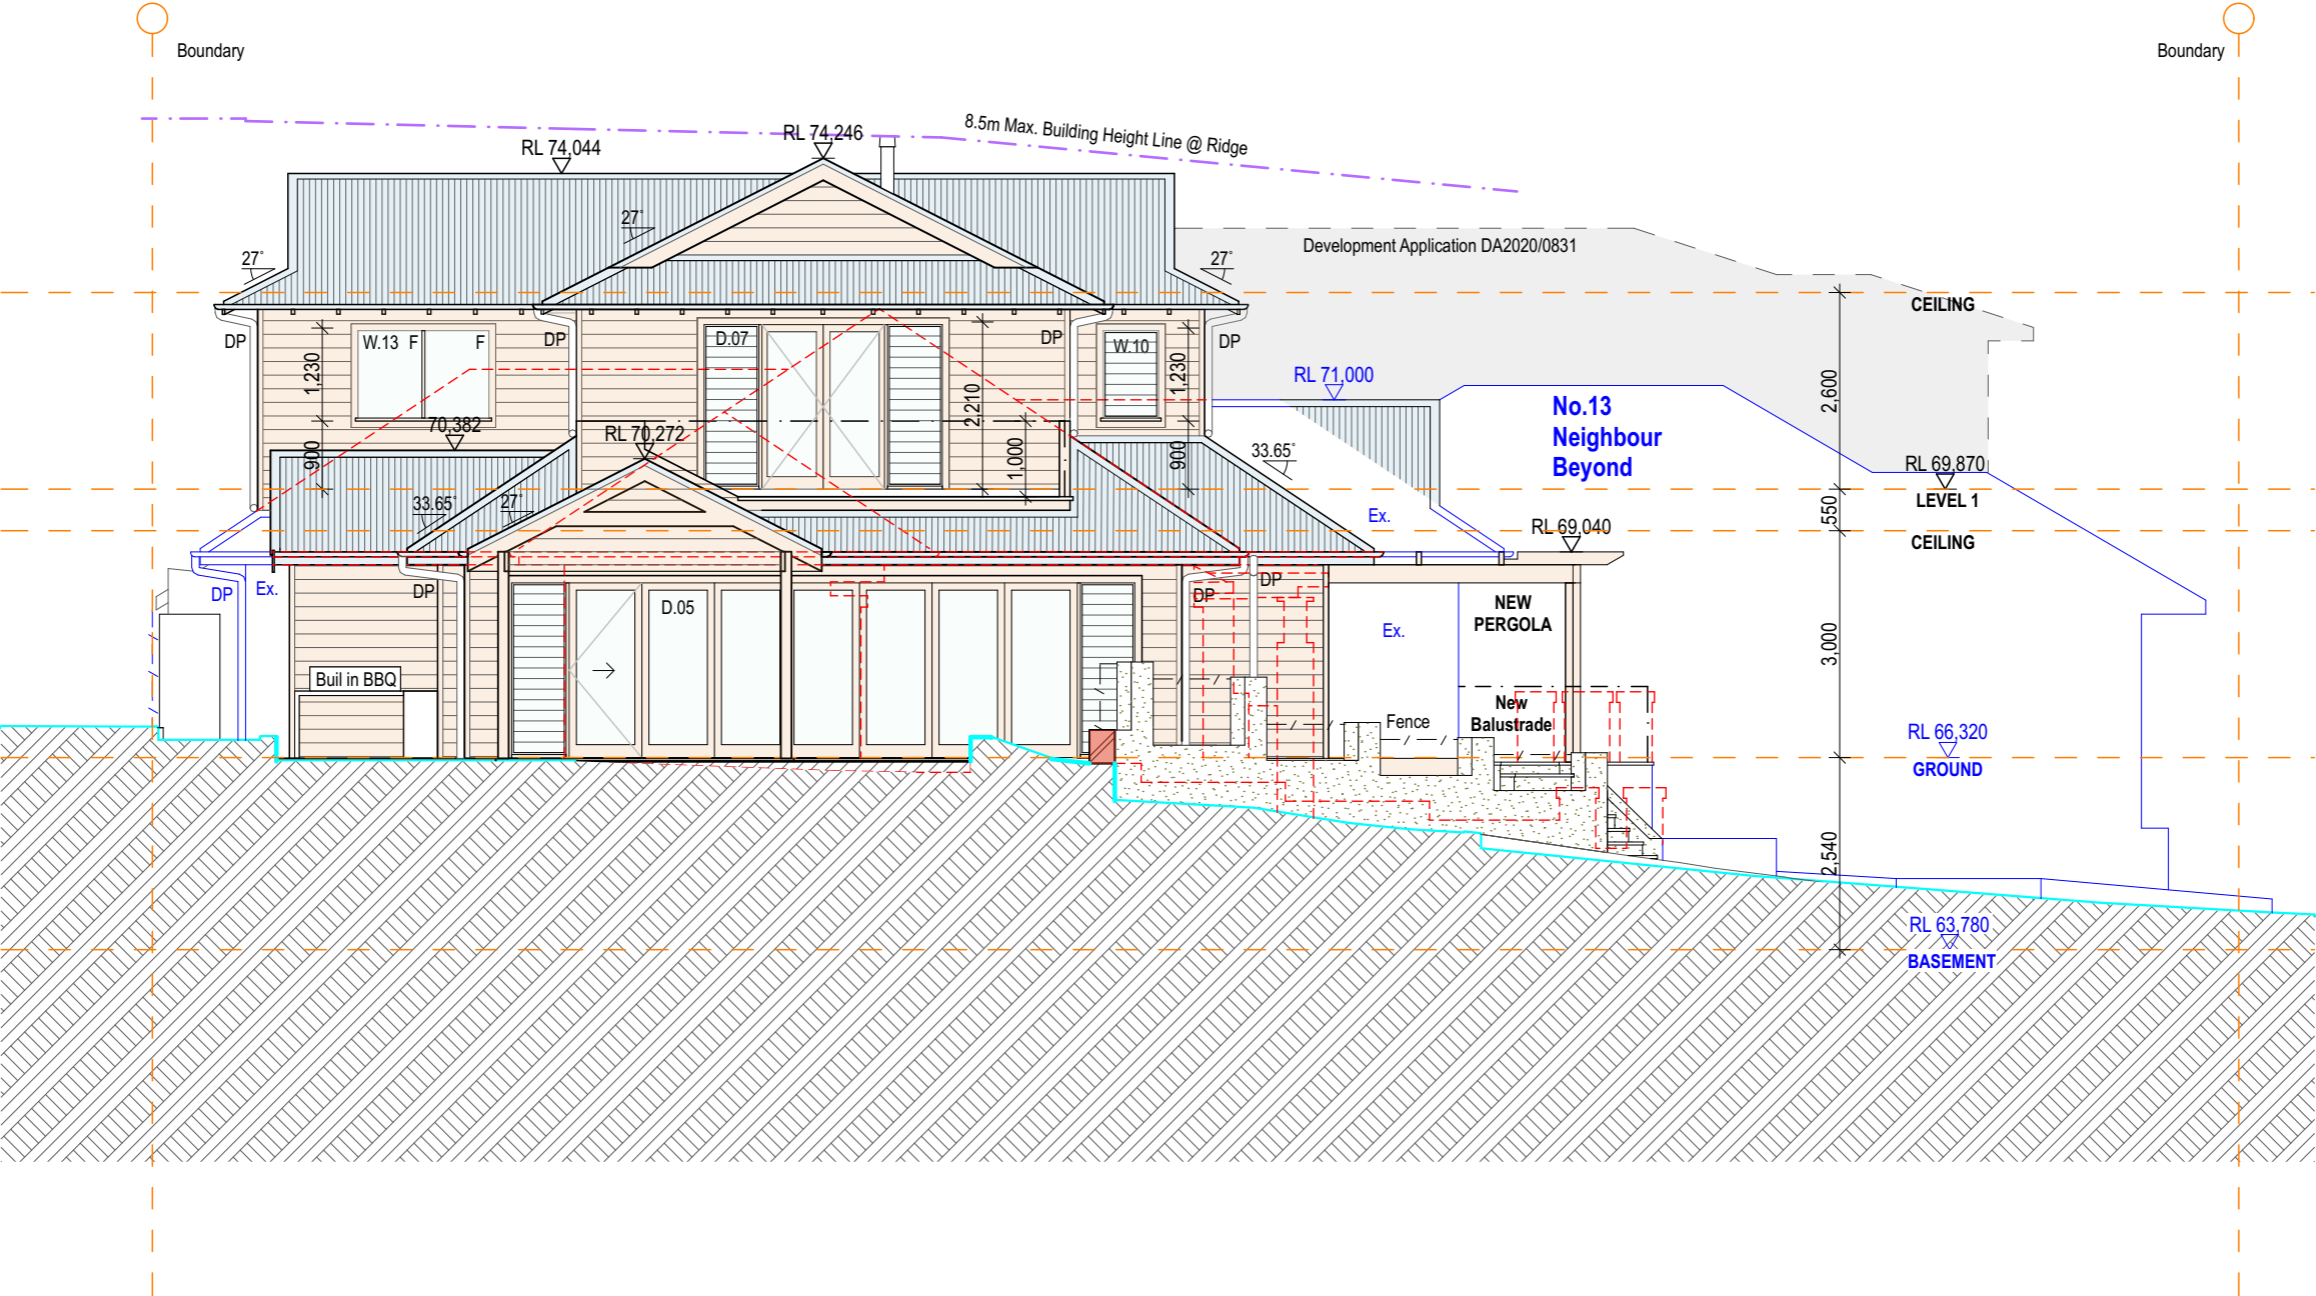 Boundary
Boundary
8.5m Max. Building Height Line @ Ridge
RL 74,246
RL 74,044
27°
27°
27°
Development Application DA2020/0831
CEILING
DP
W.13
F
F
DP
D.07
DP
W.10
DP
1,230
2,210
1,230
RL 71,000
2,600
No.13
Neighbour
Beyond
70,382
RL 70,272
900
1,000
900
33.65°
RL 69,870
LEVEL 1
33.65°
27°
Ex.
RL 69,040
550
CEILING
DP
Ex.
DP
D.05
DP
DP
Ex.
NEW
PERGOLA
3,000
Buil in BBQ
Fence
New
Balustrade
RL 66,320
GROUND
2,540
RL 63,780
BASEMENT